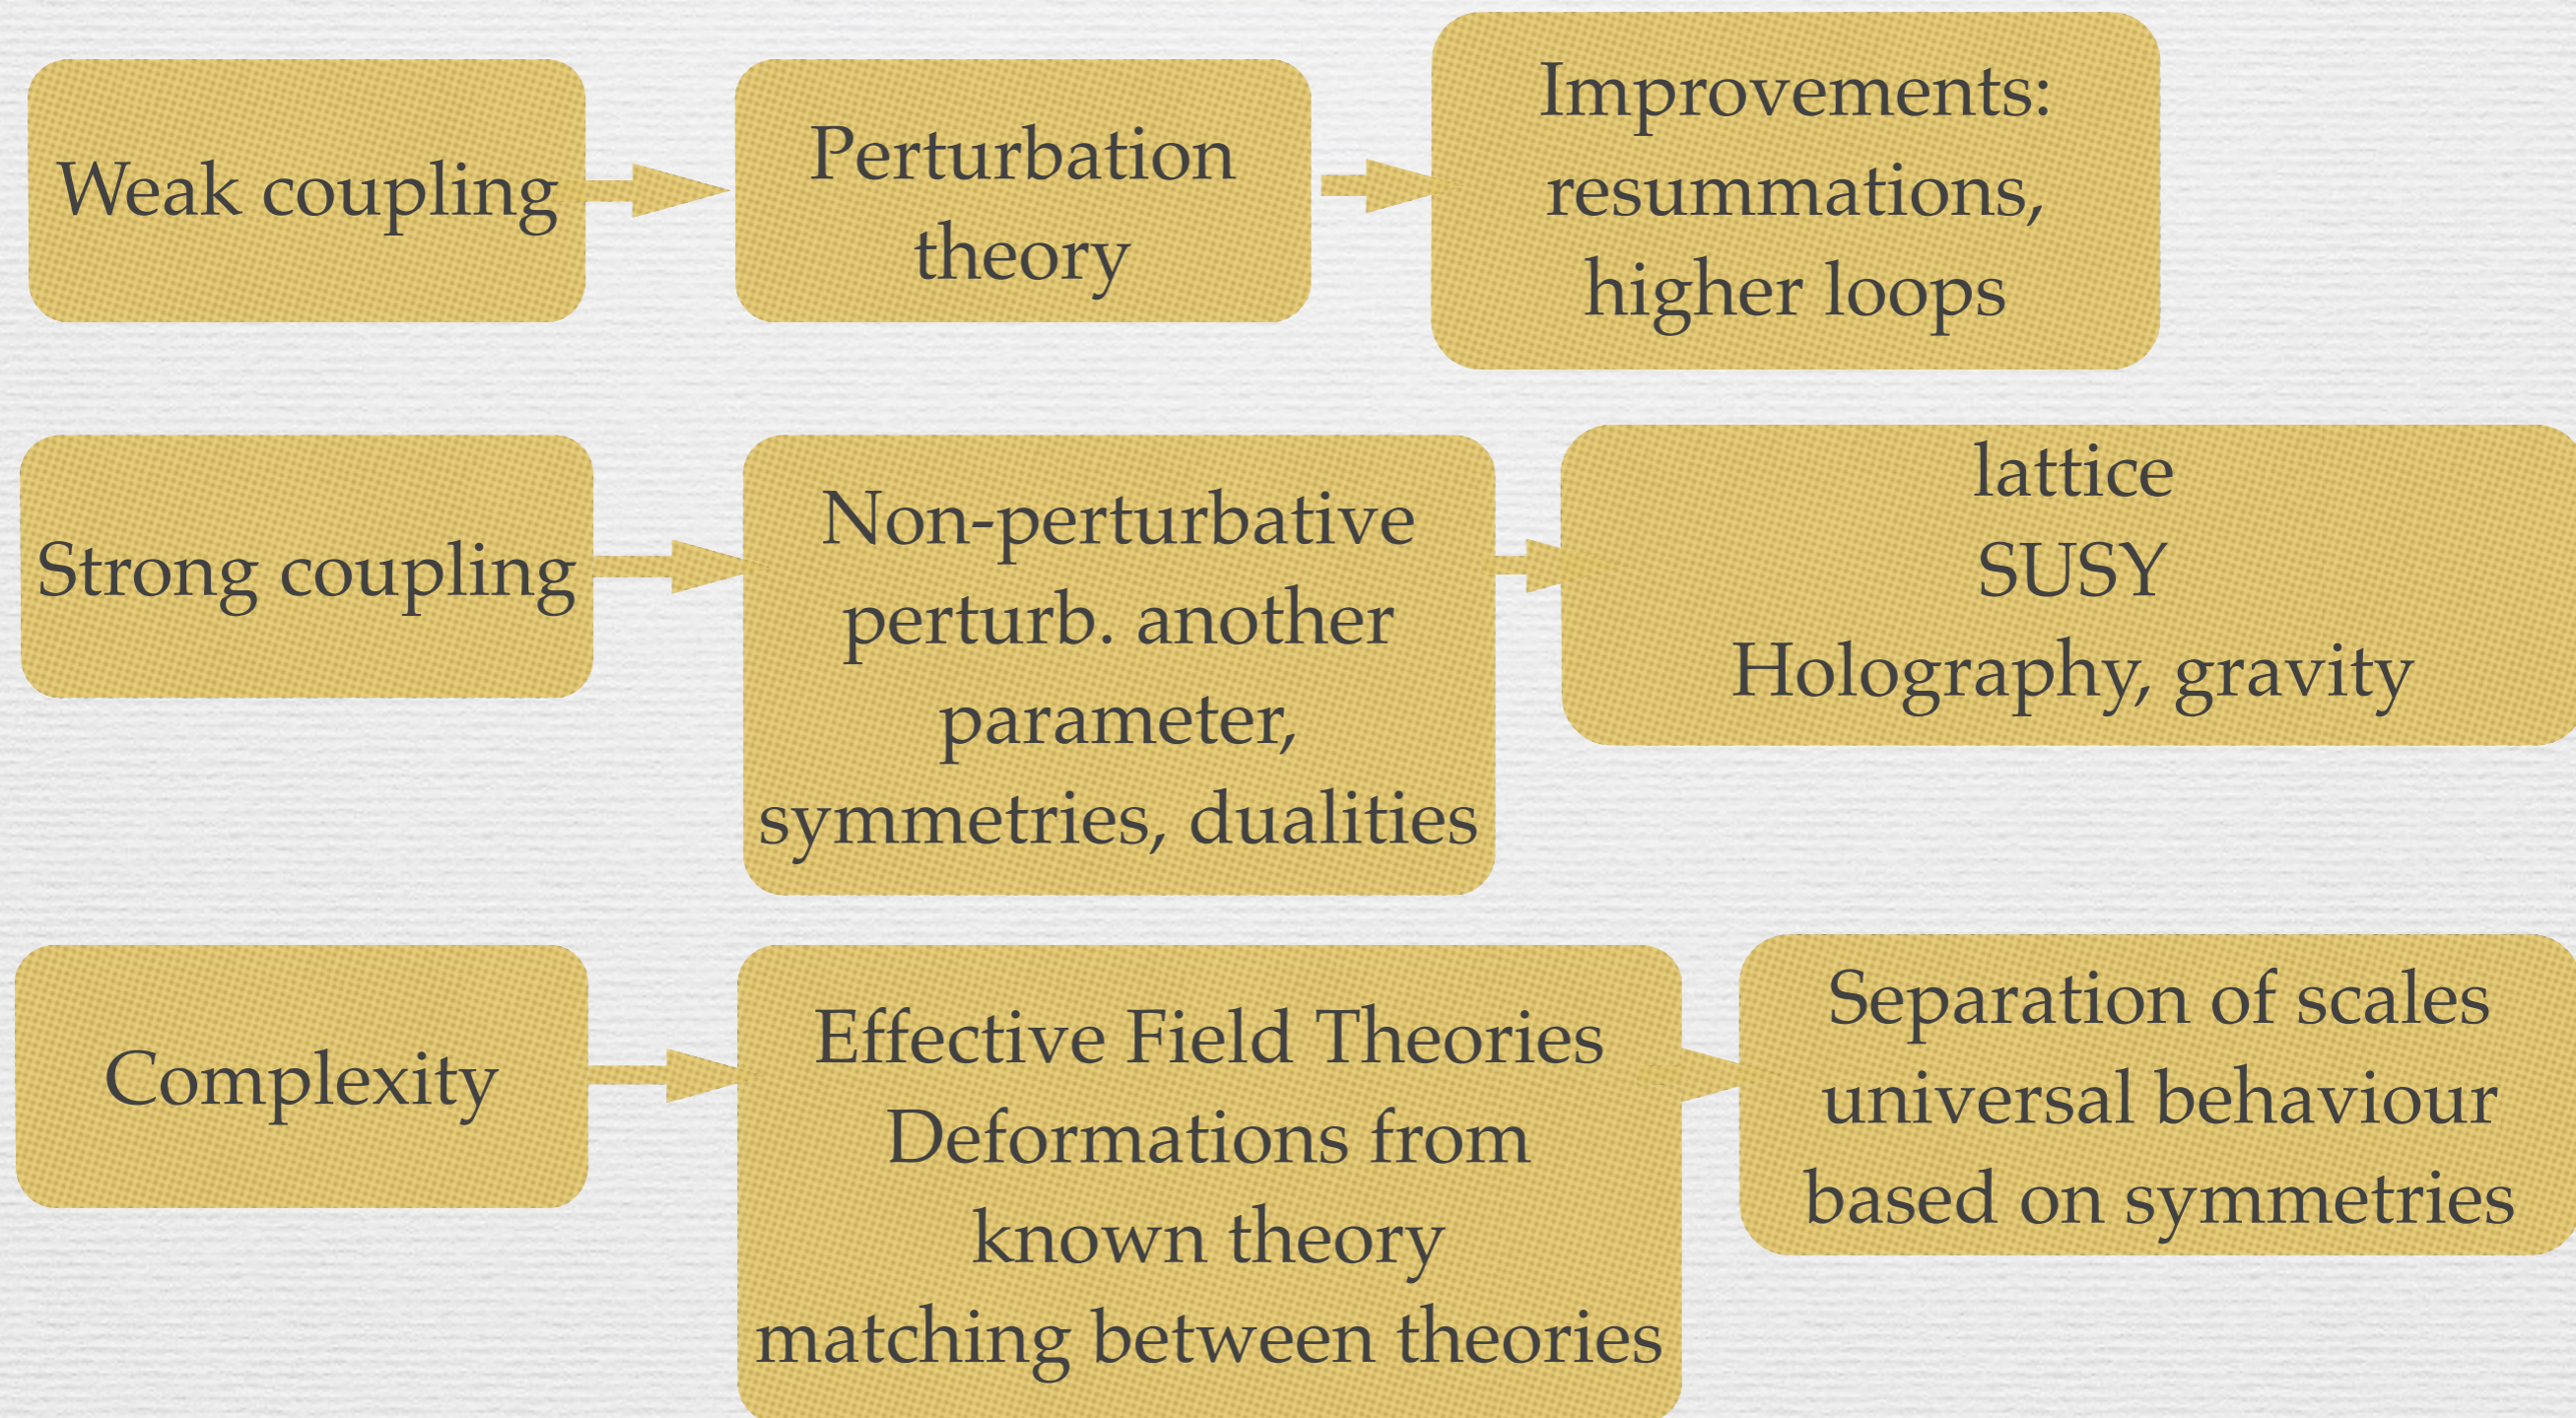 Weak coupling
Perturbation
theory
Improvements:
resummations,
higher loops
Strong coupling
Non-perturbative
perturb. another
parameter,
symmetries, dualities
lattice
SUSY
Holography, gravity
Complexity
Effective Field Theories
Deformations from
known theory
matching between theories
Separation of scales
universal behaviour
based on symmetries